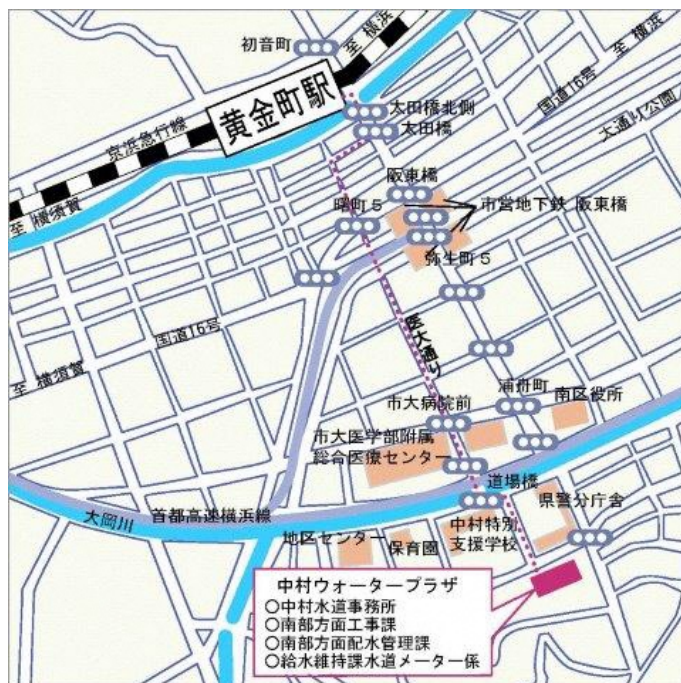 初音町
至 横浜
至 横浜
黄金町駅
太田橋北側
国道16号
太田橋
大通り公園
京浜急行線
阪東橋
曙町5
市営地下鉄 阪東橋
至 横須賀
弥生町5
国道16号
医大通り
至 横須賀
浦舟町
南区役所
市大病院前
市大医学部附属
総合医療センター
道場橋
県警分庁舎
大岡川
首都高速横浜線
中村特別
支援学校
地区センター
保育園
中村ウォータープラザ
○中村水道事務所
○南部方面工事課
○南部方面配水管理課
○給水維持課水道メーター係